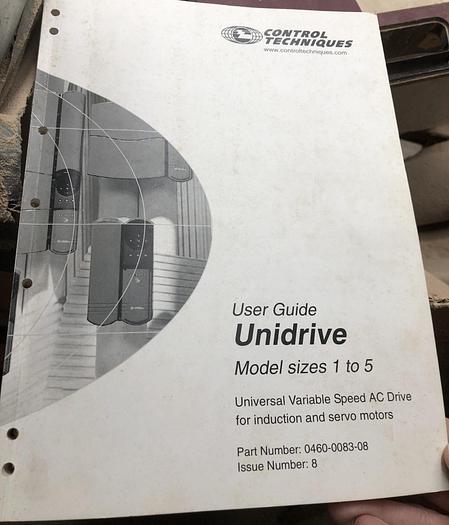 CONTROL
TECHNIQUES
www.controltechniques.com
User Guide
Unidrive
Model sizes 1 to 5
Universal Variable Speed AC Drive
for induction and servo motors
Part Number: 0460-0083-08
Issue Number: 8